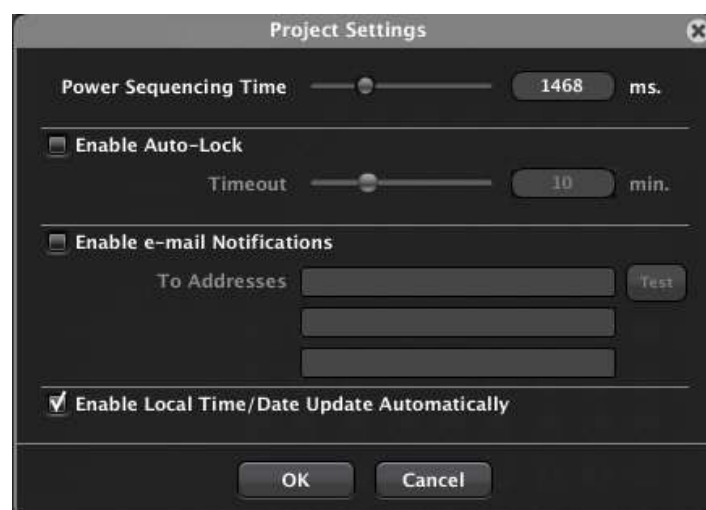 Project Settings
Power Sequencing Time 1468 ms.
Enable Auto-Lock
Timeout 10 min.
Enable e-mail Notifications
To Addresses Test
Enable Local Time/Date Update Automatically
OK Cancel